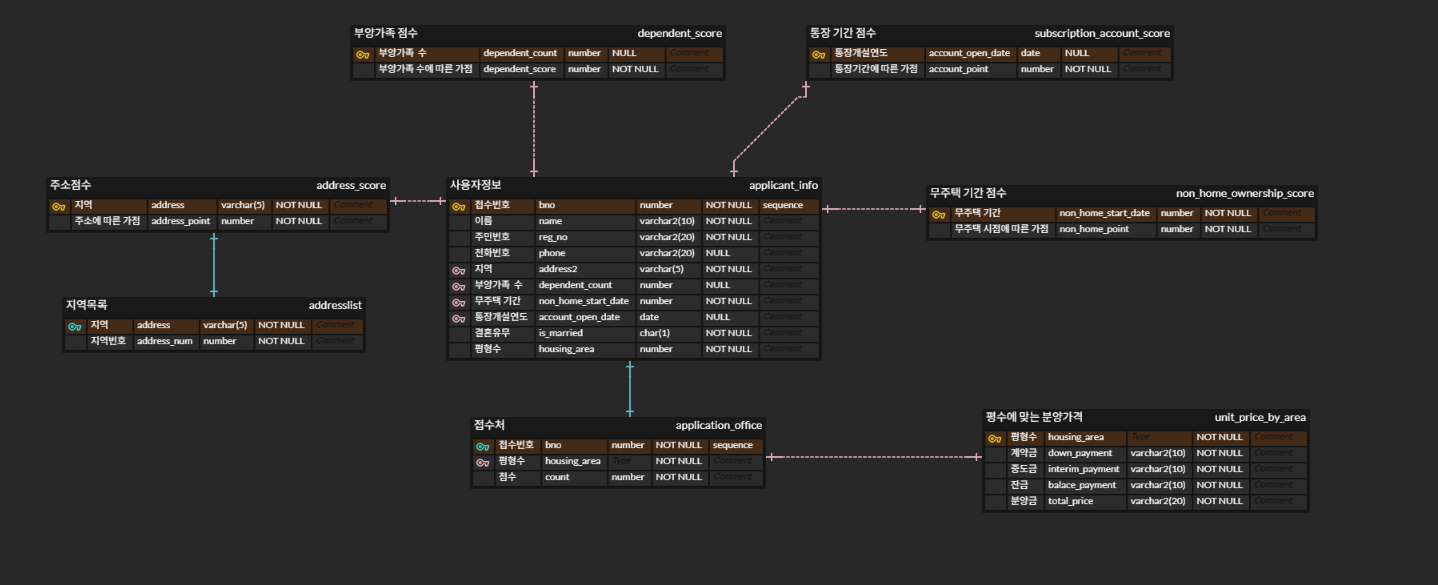 부양가족 점수 dependent_score
부양가족 수 dependent_count number NULL Comment
부양가족 수에 따른 가점 dependent_score number NOT NULL Comment
통장 기간 점수 subscription_account_score
통장개설연도 account_open_date date NULL Comment
통장기간에 따른 가점 account_point number NOT NULL Comment
주소점수 address_score
지역 address varchar(5) NOT NULL Comment
주소에 따른 가점 address_point number NOT NULL Comment
사용자정보 applicant_info
접수번호 bno number NOT NULL sequence
이름 name varchar2(10) NOT NULL Comment
주민번호 reg_no varchar2(20) NOT NULL Comment
전화번호 phone varchar2(20) NULL Comment
지역 address2 varchar(5) NOT NULL Comment
부양가족 수 dependent_count number NULL Comment
무주택 기간 non_home_start_date number NOT NULL Comment
통장개설연도 account_open_date date NULL Comment
결혼유무 is_married char(1) NOT NULL Comment
평형수 housing_area number NOT NULL Comment
무주택 기간 점수 non_home_ownership_score
무주택 기간 non_home_start_date number NOT NULL Comment
무주택 시점에 따른 가점 non_home_point number NOT NULL Comment
지역목록 addresslist
지역 address varchar(5) NOT NULL Comment
지역번호 address_num number NOT NULL Comment
접수처 application_office
접수번호 bno number NOT NULL sequence
평형수 housing_area Type NOT NULL Comment
점수 count number NOT NULL Comment
평수에 맞는 분양가격 unit_price_by_area
평형수 housing_area Type NOT NULL Comment
계약금 down_payment varchar2(10) NOT NULL Comment
중도금 interim_payment varchar2(10) NOT NULL Comment
잔금 balace_payment varchar2(10) NOT NULL Comment
분양금 total_price varchar2(20) NOT NULL Comment